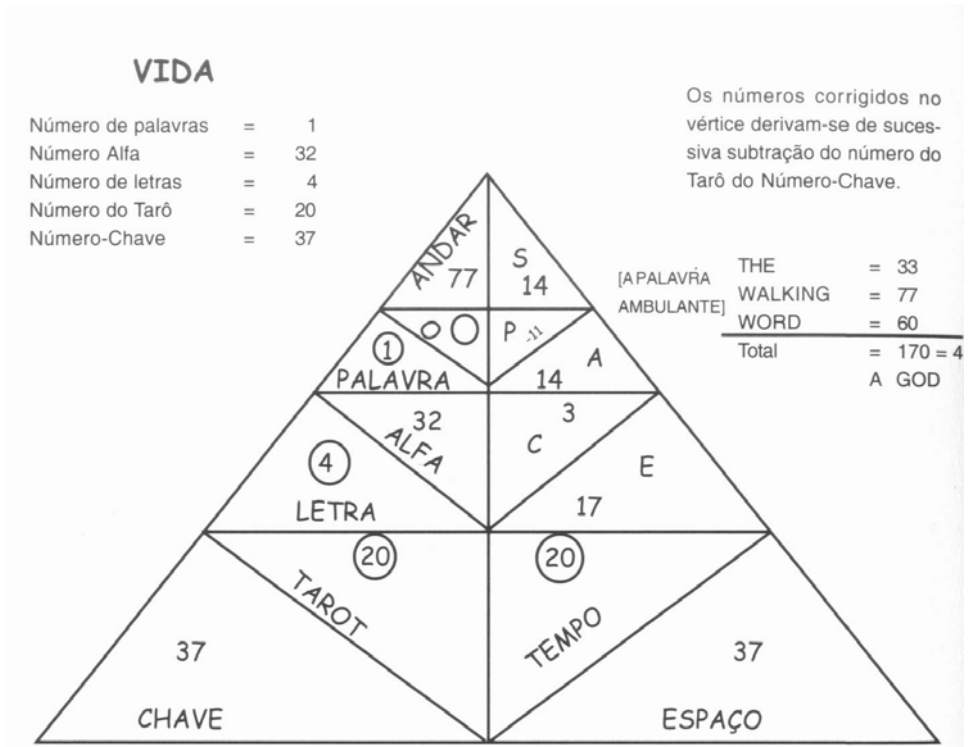 VIDA
Número de palavras = 1
Número Alfa = 32
Número de letras = 4
Número do Tarô = 20
Número-Chave = 37
Os números corrigidos no
vértice derivam-se de suces-
siva subtração do número do
Tarô do Número-Chave.
[A PALAVRA
AMBULANTE]
THE = 33
WALKING = 77
WORD = 60
Total = 170 = 4
A GOD
ANDAR
77
S
14
O O
P -11
1
PALAVRA
A
14
32
ALFA
3
C
4
LETRA
E
17
20
TAROT
20
TEMPO
37
CHAVE
37
ESPAÇO